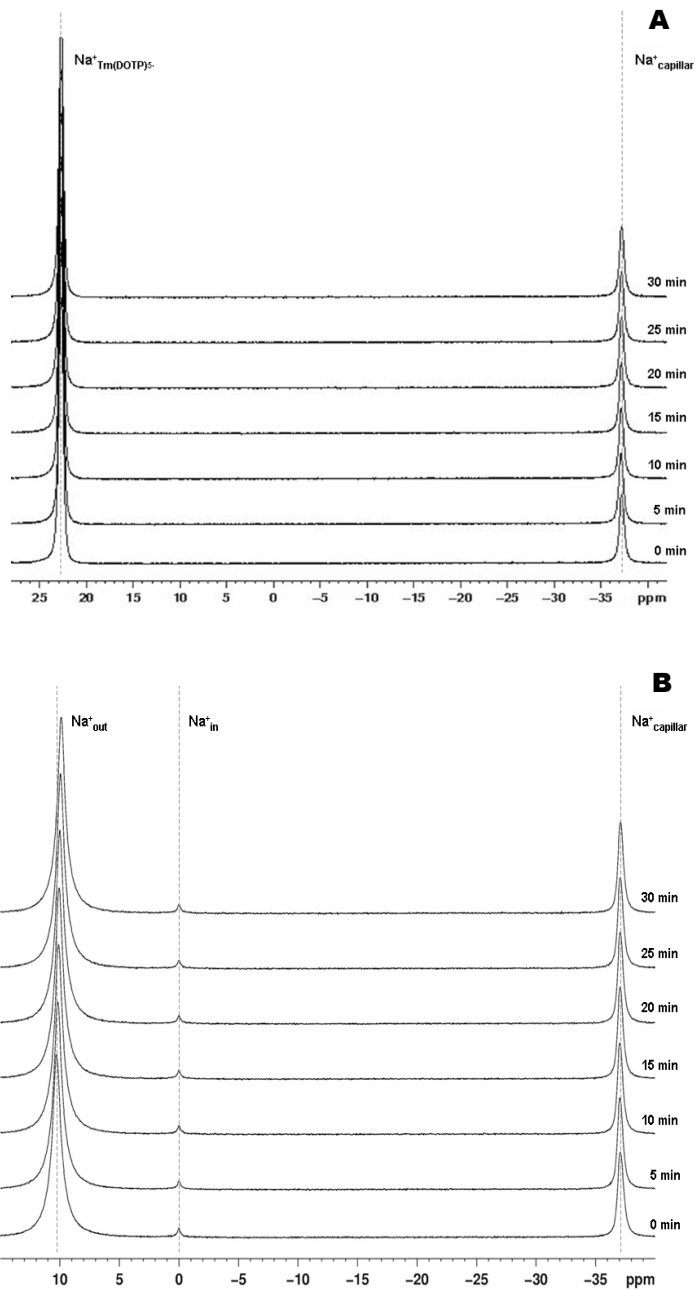 A
Na⁺Tm(DOTP)⁵⁻
Na⁺capillar
30 min
25 min
20 min
15 min
10 min
5 min
0 min
25 20 15 10 5 0 –5 –10 –15 –20 –25 –30 –35 ppm
B
Na⁺out
Na⁺in
Na⁺capillar
30 min
25 min
20 min
15 min
10 min
5 min
0 min
10 5 0 –5 –10 –15 –20 –25 –30 –35 ppm